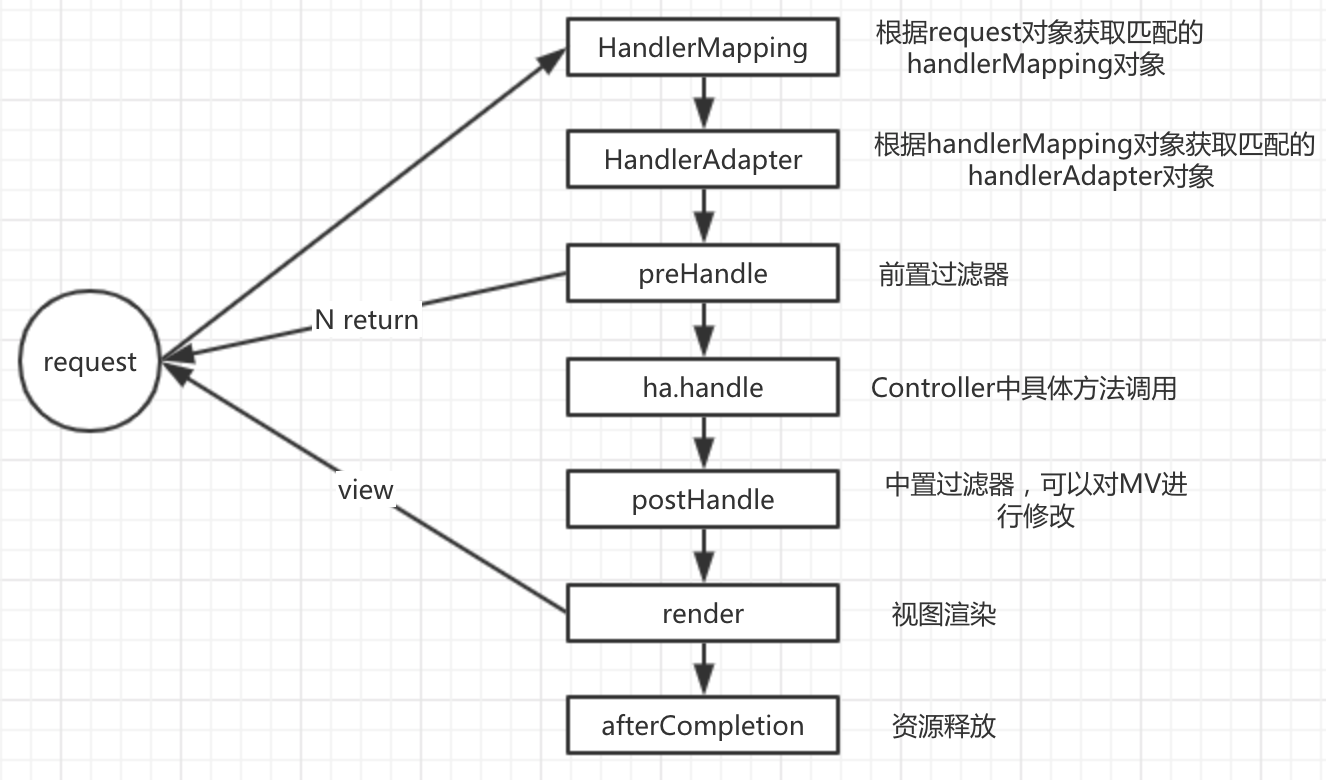 HandlerMapping
根据request对象获取匹配的
handlerMapping对象
HandlerAdapter
根据handlerMapping对象获取匹配的
handlerAdapter对象
preHandle
前置过滤器
N return
request
ha.handle
Controller中具体方法调用
view
postHandle
中置过滤器，可以对MV进
行修改
render
视图渲染
afterCompletion
资源释放